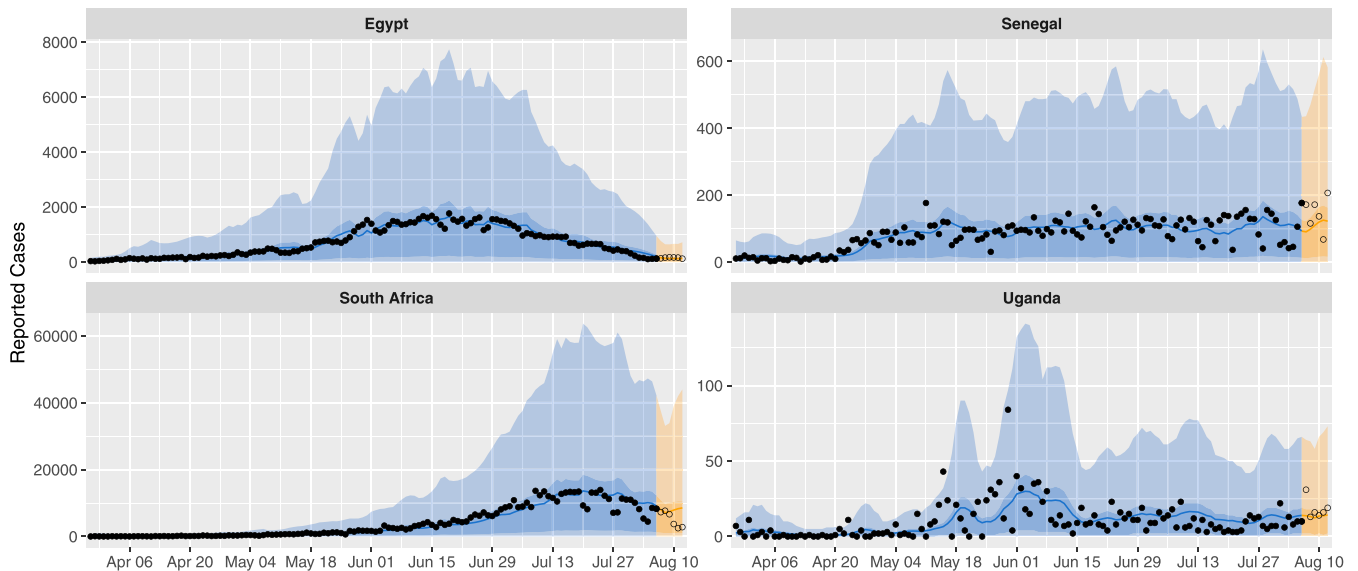 Egypt
Senegal
8000
6000
4000
2000
0
600
400
200
0
Reported Cases
South Africa
Uganda
60000
40000
20000
0
100
50
0
Apr 06 Apr 20 May 04 May 18 Jun 01 Jun 15 Jun 29 Jul 13 Jul 27 Aug 10
Apr 06 Apr 20 May 04 May 18 Jun 01 Jun 15 Jun 29 Jul 13 Jul 27 Aug 10